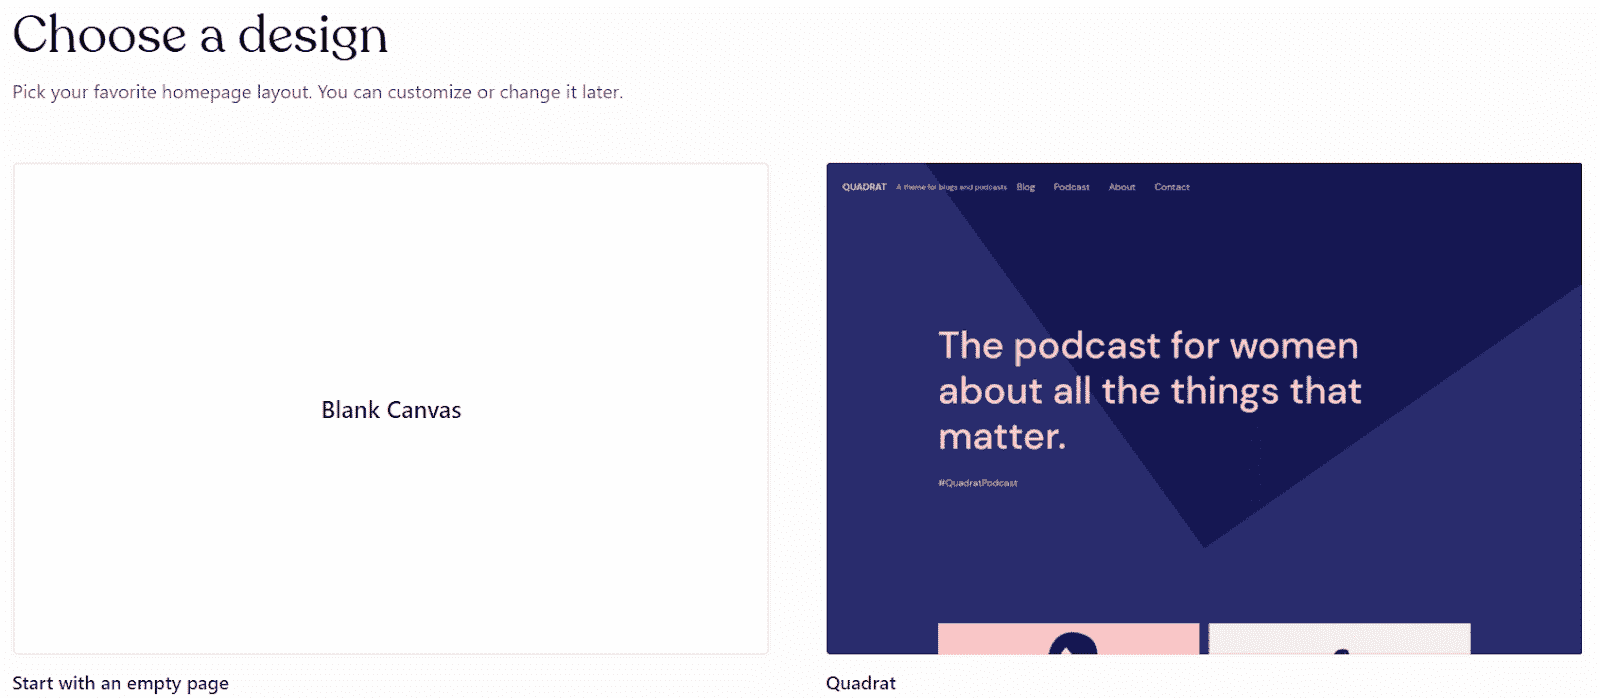 Choose a design
Pick your favorite homepage layout. You can customize or change it later.
Blank Canvas
Start with an empty page
QUADRAT A theme for blogs and podcasts Blog Podcast About Contact
The podcast for women
about all the things that
matter.
#QuadratPodcast
Quadrat